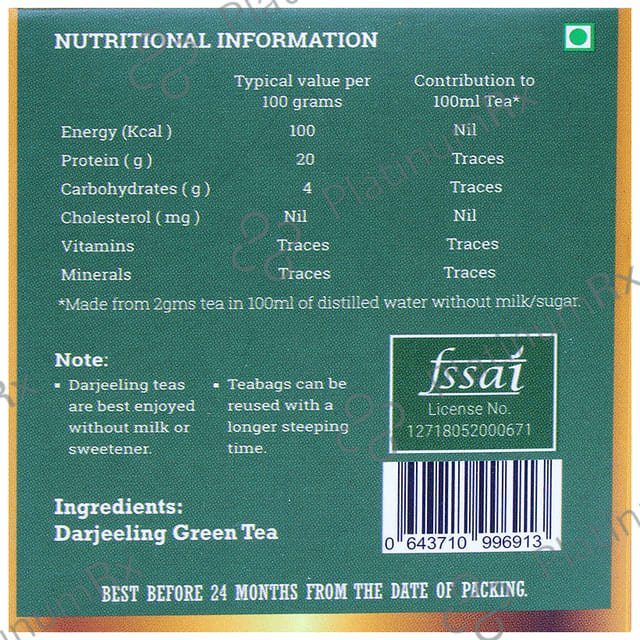 NUTRITIONAL INFORMATION
Typical value per 100 grams
Contribution to 100ml Tea*
Energy (Kcal ) 100 Nil
Protein ( g ) 20 Traces
Carbohydrates ( g ) 4 Traces
Cholesterol ( mg ) Nil Nil
Vitamins Traces Traces
Minerals Traces Traces
*Made from 2gms tea in 100ml of distilled water without milk/sugar.
Note:
▪ Darjeeling teas
are best enjoyed
without milk or
sweetener.
▪ Teabags can be
reused with a
longer steeping
time.
fssai
License No.
12718052000671
Ingredients:
Darjeeling Green Tea
0 643710 996913
BEST BEFORE 24 MONTHS FROM THE DATE OF PACKING.
PlatinumRx
PlatinumRx
PlatinumRx
PlatinumRx